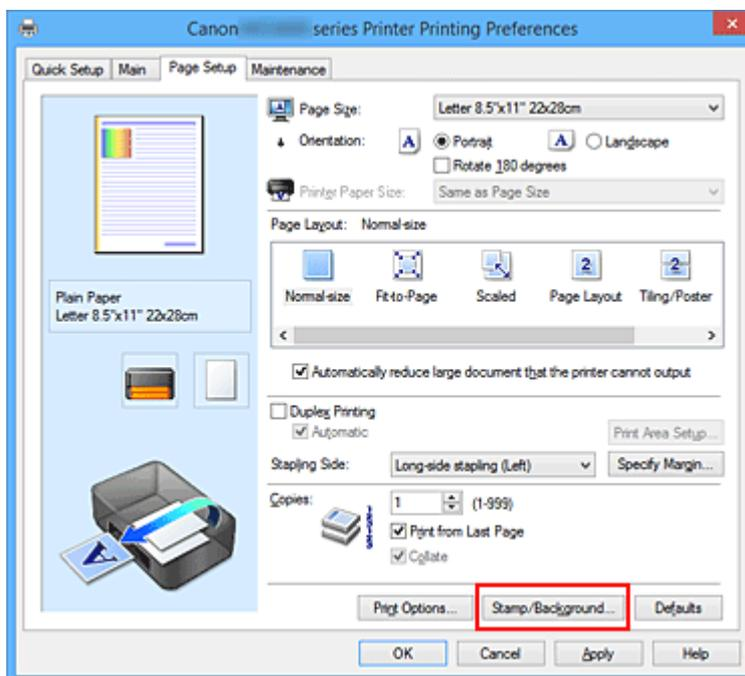 Canon series Printer Printing Preferences
Quick Setup Main Page Setup Maintenance
Page Size: Letter 8.5"x11" 22x28cm
Orientation: A Portrait A Landscape
Rotate 180 degrees
Printer Paper Size: Same as Page Size
Page Layout: Normal-size
2 2
Normal-size Fit-to-Page Scaled Page Layout Tiling/Poster
Plain Paper
Letter 8.5"x11" 22x28cm
Automatically reduce large document that the printer cannot output
Duplex Printing
Automatic
Print Area Setup...
Stapling Side: Long-side stapling (Left) Specify Margin...
Copies: 1 (1-999)
Print from Last Page
Collate
A
Print Options... Stamp/Background... Defaults
OK Cancel Apply Help